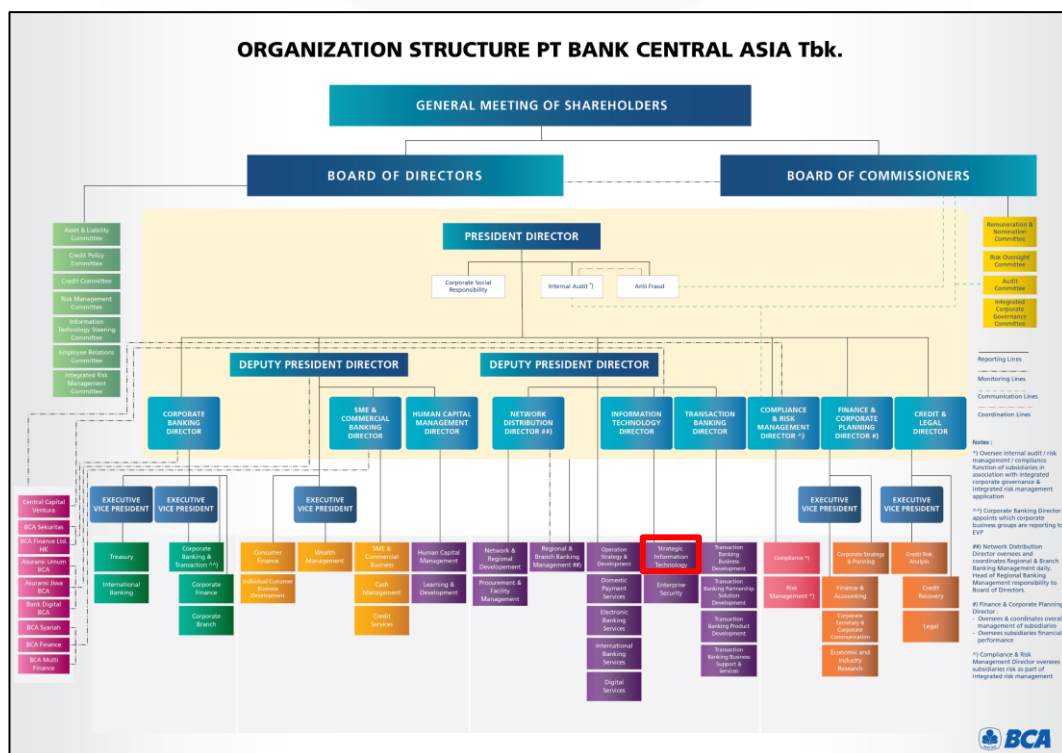 ORGANIZATION STRUCTURE PT BANK CENTRAL ASIA Tbk.
GENERAL MEETING OF SHAREHOLDERS
BOARD OF DIRECTORS
BOARD OF COMMISSIONERS
Asset & Liability
Committee
Credit Policy
Committee
Credit Committee
Risk Management
Committee
Information
Technology Steering
Committee
Employee Relations
Committee
Integrated Risk
Management
Committee
PRESIDENT DIRECTOR
Corporate Social
Responsibility
Internal Audit *)
Anti Fraud
Remuneration &
Nomination
Committee
Risk Oversight
Committee
Audit
Committee
Integrated
Corporate
Governance
Committee
Reporting Lines
Monitoring Lines
Communication Lines
Coordination Lines
DEPUTY PRESIDENT DIRECTOR
DEPUTY PRESIDENT DIRECTOR
CORPORATE
BANKING
DIRECTOR
SME &
COMMERCIAL
BANKING
DIRECTOR
HUMAN CAPITAL
MANAGEMENT
DIRECTOR
NETWORK
DISTRIBUTION
DIRECTOR ##)
INFORMATION
TECHNOLOGY
DIRECTOR
TRANSACTION
BANKING
DIRECTOR
COMPLIANCE
& RISK
MANAGEMENT
DIRECTOR ^)
FINANCE &
CORPORATE
PLANNING
DIRECTOR #)
CREDIT &
LEGAL
DIRECTOR
EXECUTIVE
VICE PRESIDENT
EXECUTIVE
VICE PRESIDENT
EXECUTIVE
VICE PRESIDENT
EXECUTIVE
VICE PRESIDENT
EXECUTIVE
VICE PRESIDENT
Central Capital
Ventura
BCA Sekuritas
BCA Finance Ltd.
HK
Asuransi Umum
BCA
Asuransi Jiwa
BCA
Bank Digital
BCA
BCA Syariah
BCA Finance
BCA Multi
Finance
Treasury
International
Banking
Corporate
Banking &
Transaction ^^)
Corporate
Finance
Corporate
Branch
Consumer
Finance
Individual Customer
Business
Development
Wealth
Management
SME &
Commercial
Business
Cash
Management
Credit
Services
Human Capital
Management
Learning &
Development
Network &
Regional
Development
Procurement &
Facility
Management
Regional &
Branch Banking
Management ##)
Operation
Strategy &
Development
Domestic
Payment
Services
Electronic
Banking
Services
International
Banking
Services
Digital
Services
Strategic
Information
Technology
Enterprise
Security
Transaction
Banking Business
Development
Transaction
Banking Partnership
Solution Development
Transaction
Banking Product
Development
Transaction
Banking Business
Support &
Services
Compliance *)
Risk
Management *)
Corporate Strategy
& Planning
Finance &
Accounting
Corporate
Secretary &
Corporate
Communication
Economic and
Industry
Research
Credit Risk
Analysis
Credit
Recovery
Legal
Notes :
*) Oversee internal audit / risk
management / compliance
function of subsidiaries in
association with integrated
corporate governance &
integrated risk management
application
^^) Corporate Banking Director
appoints which corporate
business groups are reporting to
EVP
##) Network Distribution
Director oversees and
coordinates Regional & Branch
Banking Management daily.
Head of Regional Banking
Management responsibility to
Board of Directors.
#) Finance & Corporate Planning
Director :
- Oversees & coordinates overall
management of subsidiaries
- Oversees subsidiaries financial
performance
^) Compliance & Risk
Management Director oversees
subsidiaries risk as part of
integrated risk management
BCA